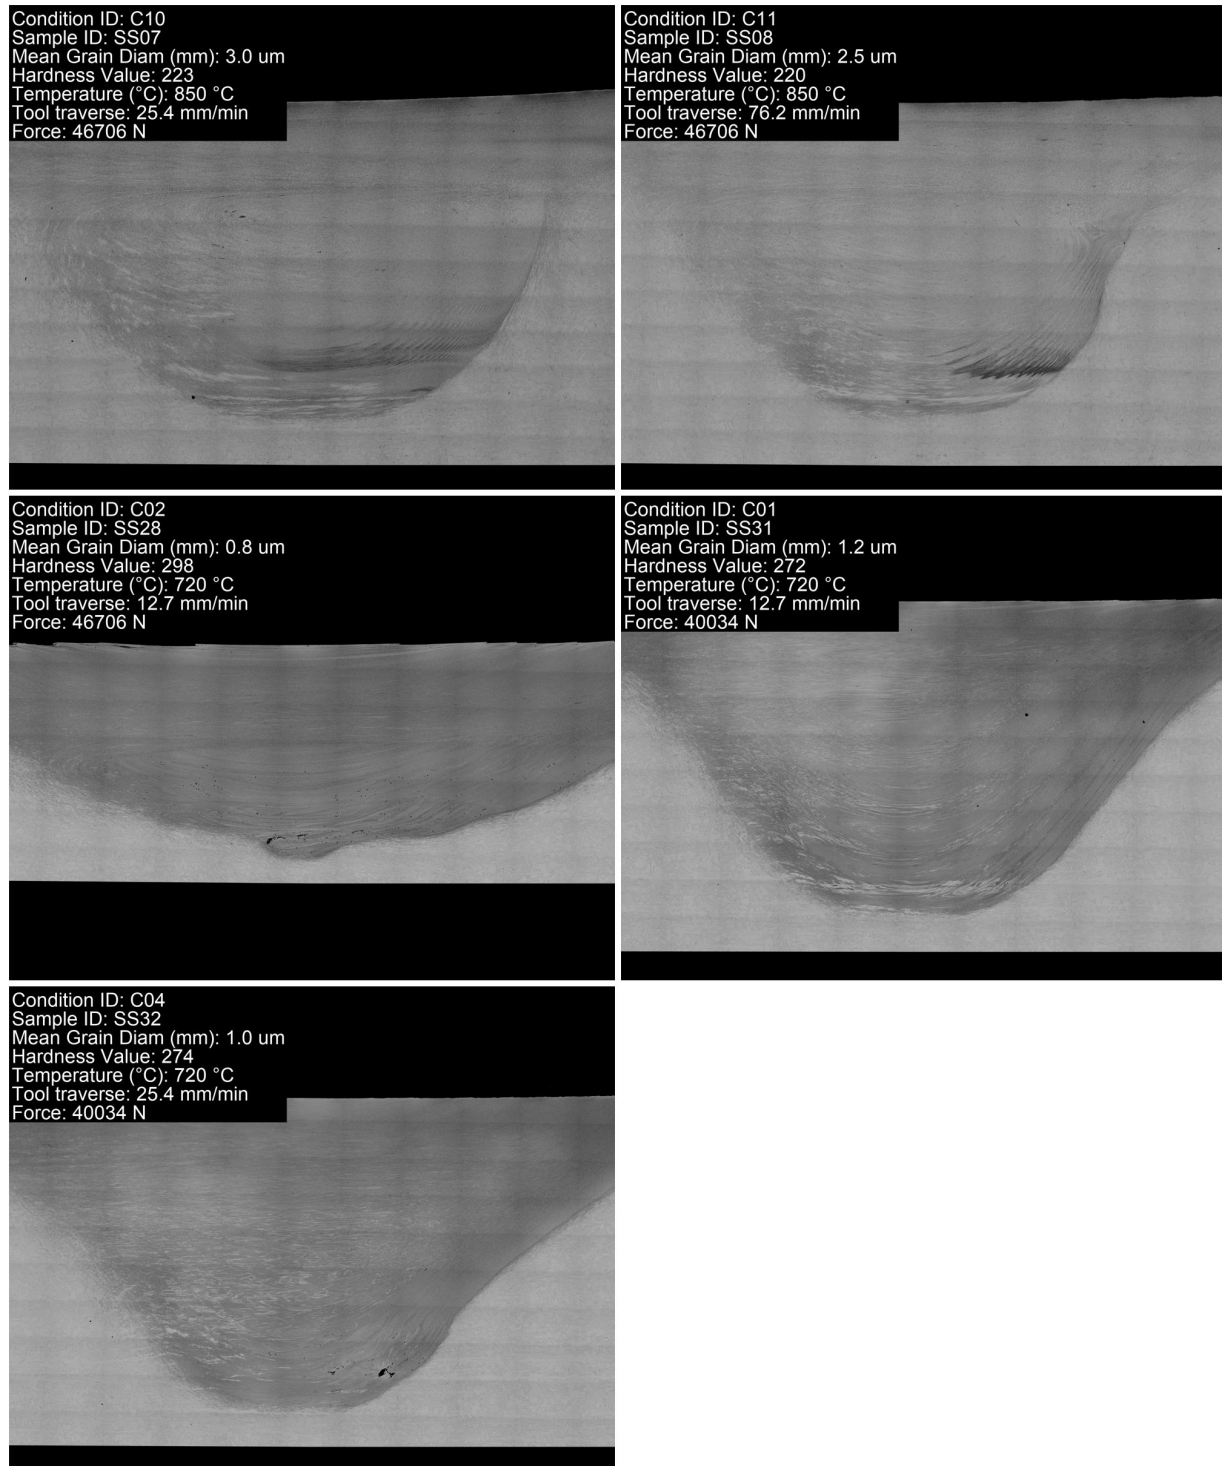 Condition ID: C10
Sample ID: SS07
Mean Grain Diam (mm): 3.0 um
Hardness Value: 223
Temperature (°C): 850 °C
Tool traverse: 25.4 mm/min
Force: 46706 N
Condition ID: C11
Sample ID: SS08
Mean Grain Diam (mm): 2.5 um
Hardness Value: 220
Temperature (°C): 850 °C
Tool traverse: 76.2 mm/min
Force: 46706 N
Condition ID: C02
Sample ID: SS28
Mean Grain Diam (mm): 0.8 um
Hardness Value: 298
Temperature (°C): 720 °C
Tool traverse: 12.7 mm/min
Force: 46706 N
Condition ID: C01
Sample ID: SS31
Mean Grain Diam (mm): 1.2 um
Hardness Value: 272
Temperature (°C): 720 °C
Tool traverse: 12.7 mm/min
Force: 40034 N
Condition ID: C04
Sample ID: SS32
Mean Grain Diam (mm): 1.0 um
Hardness Value: 274
Temperature (°C): 720 °C
Tool traverse: 25.4 mm/min
Force: 40034 N